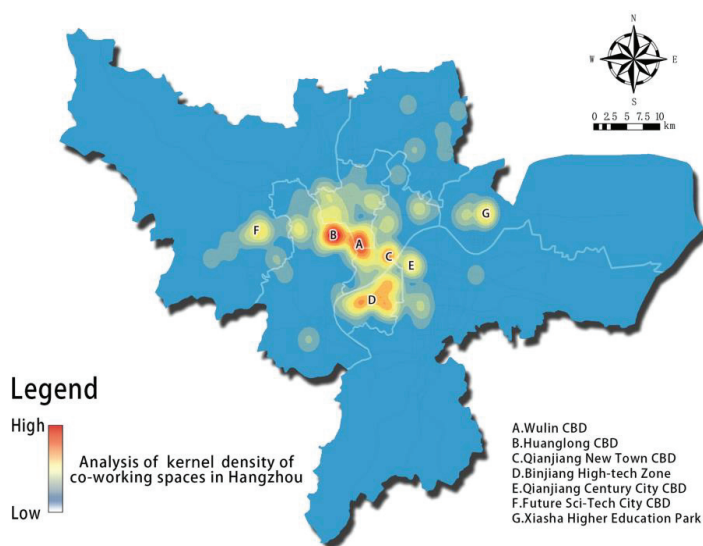 N
W
E
S
0 2.5 5 7.5 10
km
F
B
A
C
E
D
G
Legend
High
Low
Analysis of kernel density of
co-working spaces in Hangzhou
A.Wulin CBD
B.Huanglong CBD
C.Qianjiang New Town CBD
D.Binjiang High-tech Zone
E.Qianjiang Century City CBD
F.Future Sci-Tech City CBD
G.Xiasha Higher Education Park